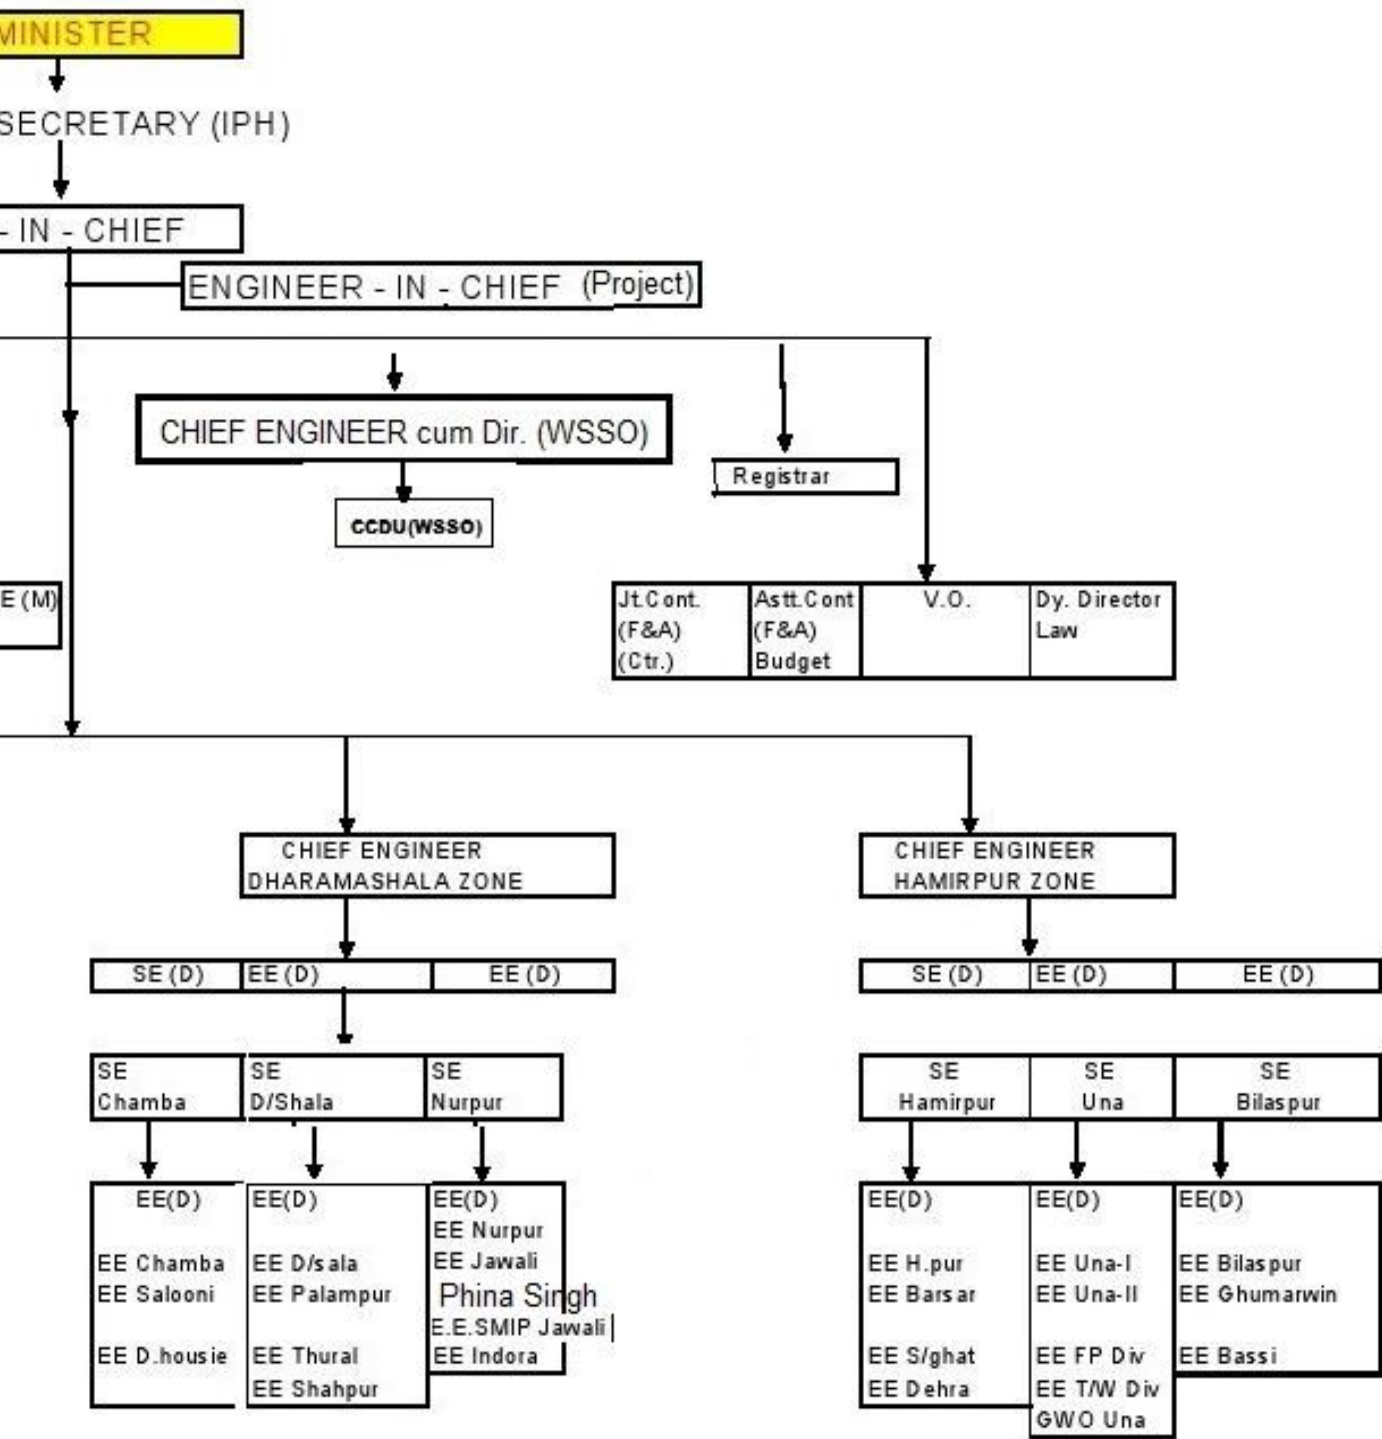 MINISTER
SECRETARY (IPH)
- IN - CHIEF
ENGINEER - IN - CHIEF (Project)
CHIEF ENGINEER cum Dir. (WSSO)
Registrar
CCDU(WSSO)
E (M)
Jt.Cont.
(F&A)
(Ctr.)
Astt.Cont
(F&A)
Budget
V.O.
Dy. Director
Law
CHIEF ENGINEER
DHARAMASHALA ZONE
CHIEF ENGINEER
HAMIRPUR ZONE
SE (D)
EE (D)
EE (D)
SE (D)
EE (D)
EE (D)
SE
Chamba
SE
D/Shala
SE
Nurpur
SE
Hamirpur
SE
Una
SE
Bilaspur
EE(D)
EE Chamba
EE Salooni
EE D.housie
EE(D)
EE D/sala
EE Palampur
EE Thural
EE Shahpur
EE(D)
EE Nurpur
EE Jawali
Phina Singh
E.E.SMIP Jawali
EE Indora
EE(D)
EE H.pur
EE Barsar
EE S/ghat
EE Dehra
EE(D)
EE Una-I
EE Una-II
EE FP Div
EE T/W Div
GWO Una
EE(D)
EE Bilaspur
EE Ghumarwin
EE Bassi